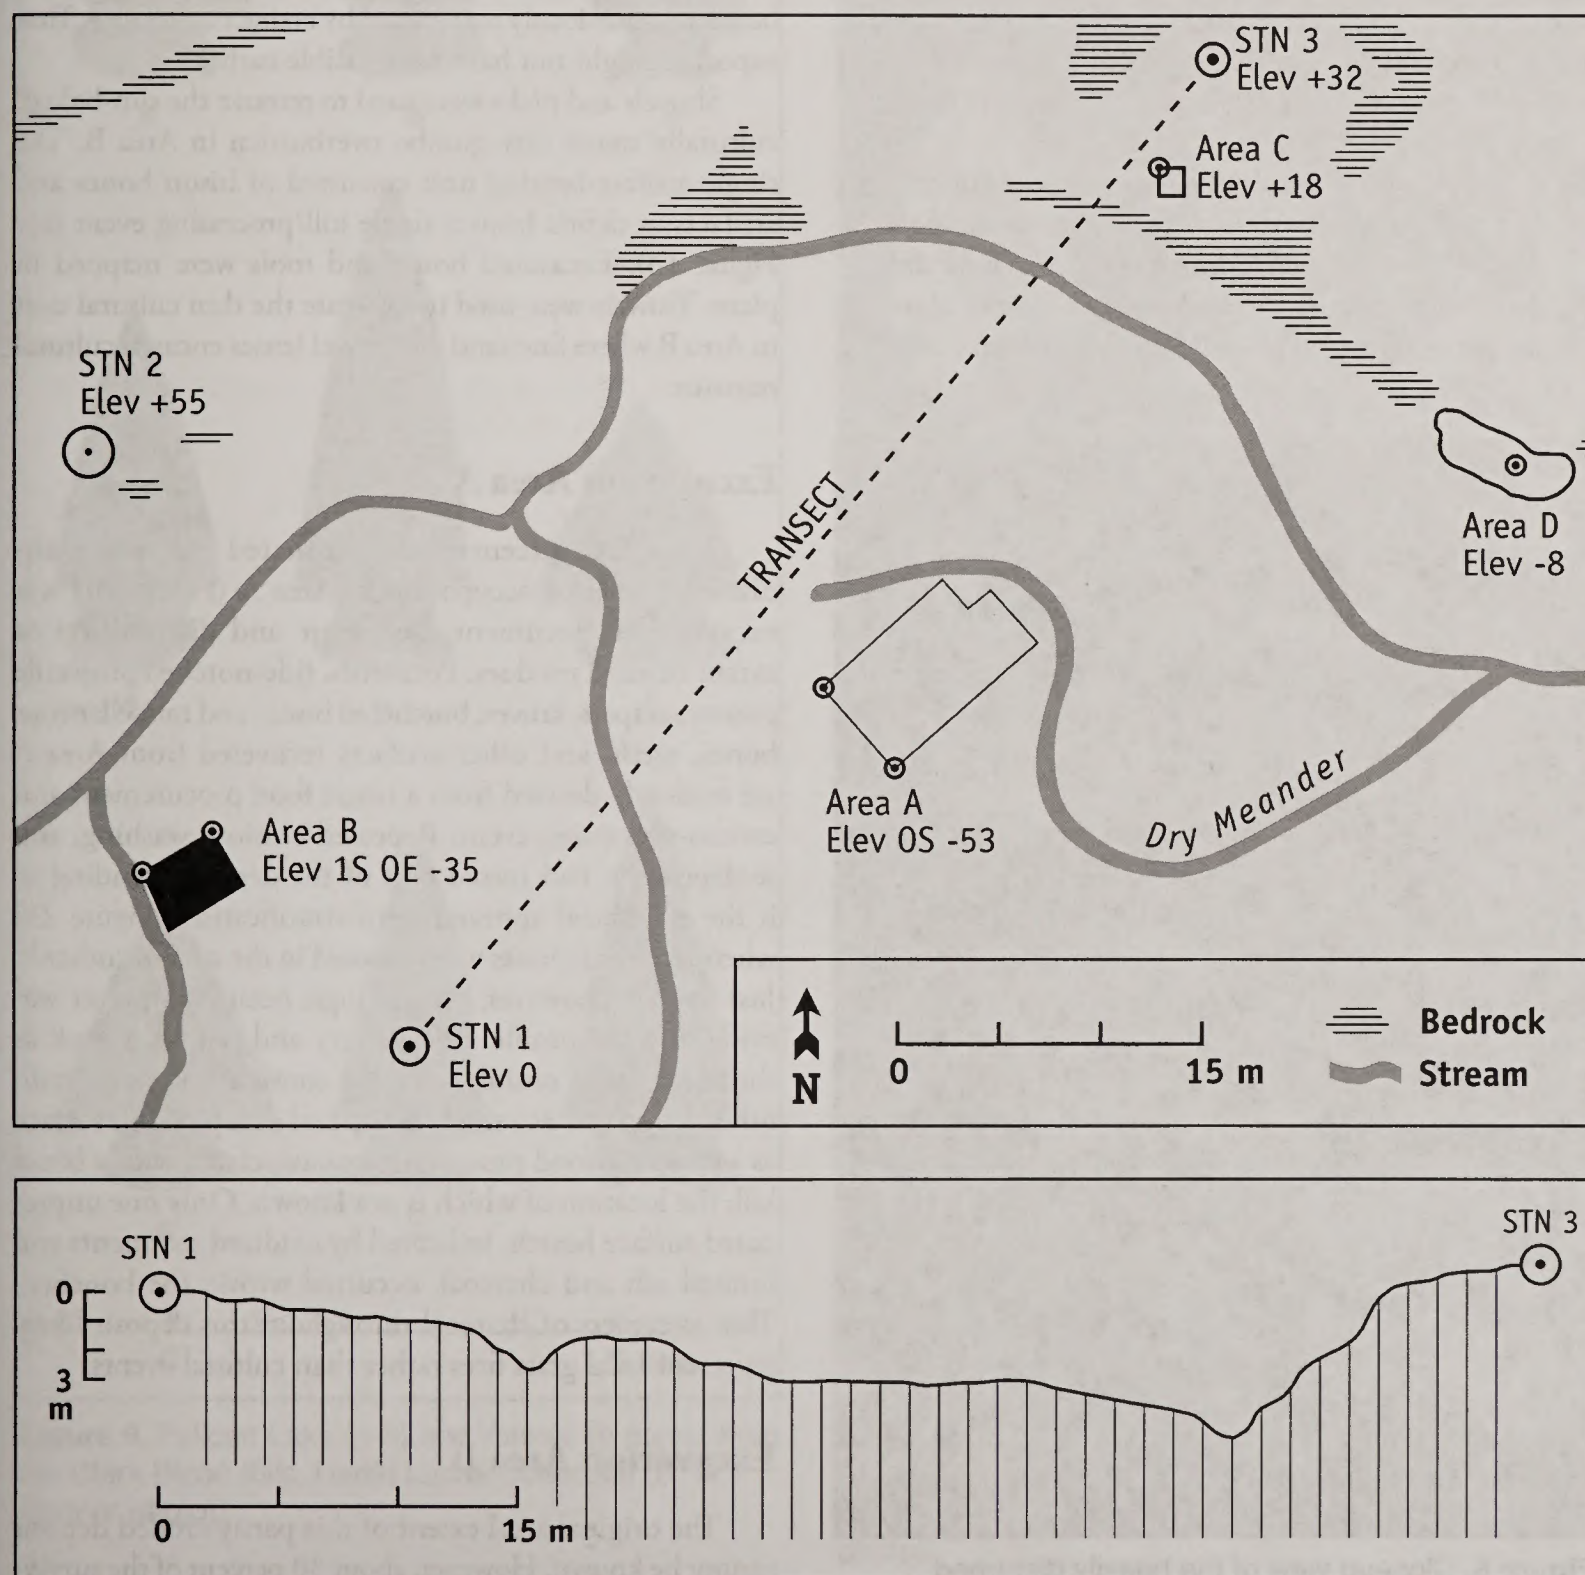 STN 3
Elev +32
Area C
Elev +18
STN 2
Elev +55
TRANSECT
Area D
Elev -8
Area A
Elev OS -53
Dry Meander
Area B
Elev 1S OE -35
STN 1
Elev 0
N
0 15 m
Bedrock
Stream
STN 1
STN 3
0
3
m
0 15 m